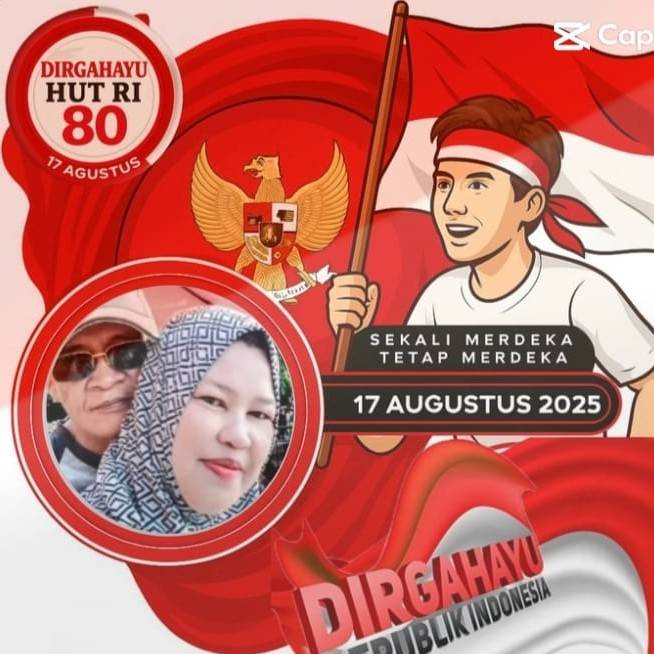 DIRGAHAYU
HUT RI
80
17 AGUSTUS
Cap
SEKALI MERDEKA
TETAP MERDEKA
17 AUGUSTUS 2025
DIRGAHAYU
REPUBLIK INDONESIA